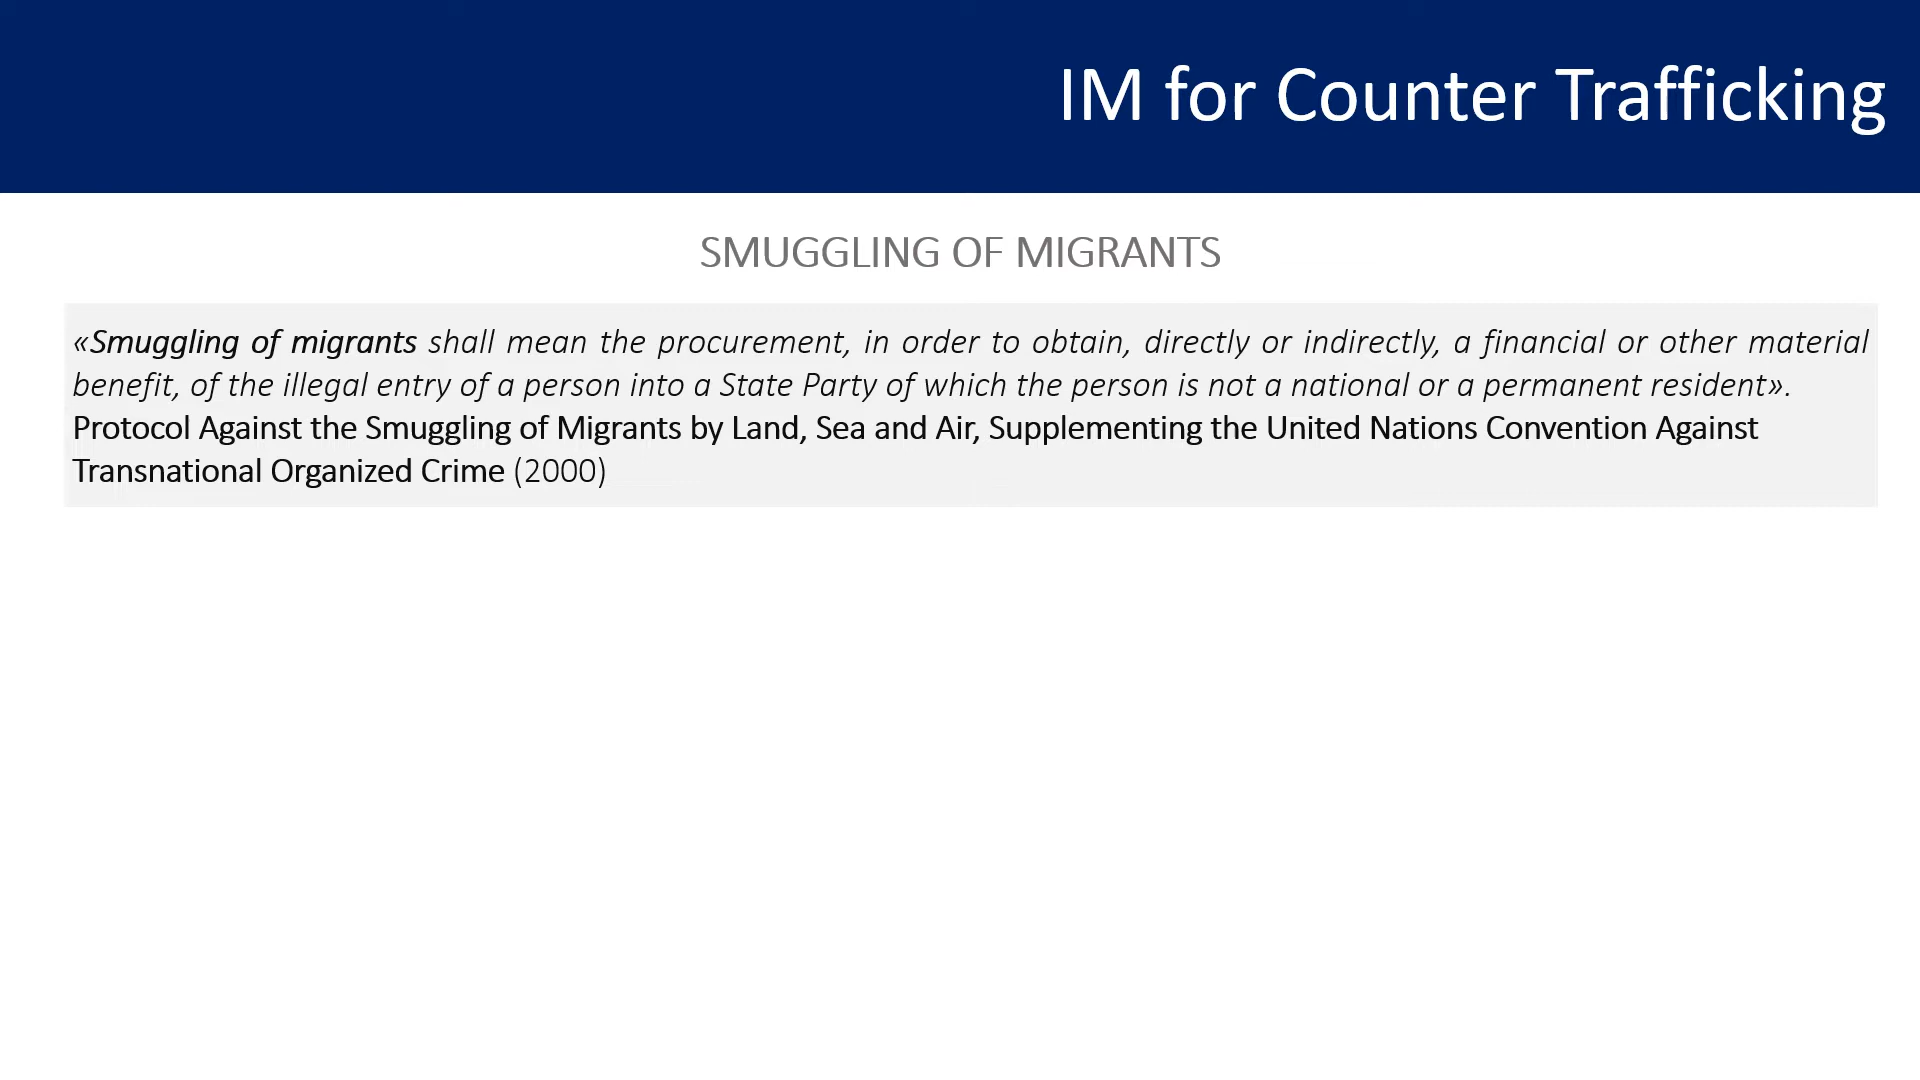 IM for Counter Trafficking
SMUGGLING OF MIGRANTS
«Smuggling of migrants shall mean the procurement, in order to obtain, directly or indirectly, a financial or other material
benefit, of the illegal entry of a person into a State Party of which the person is not a national or a permanent resident».
Protocol Against the Smuggling of Migrants by Land, Sea and Air, Supplementing the United Nations Convention Against
Transnational Organized Crime (2000)